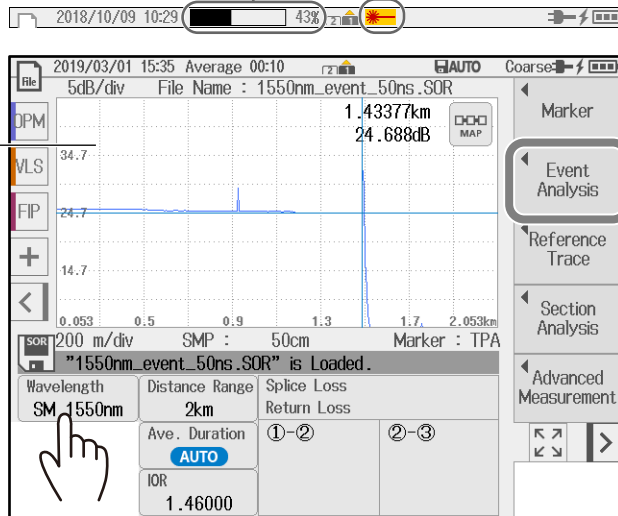 2018/10/09 10:29 43% 2 1
2019/03/01 15:35 Average 00:10 2 1 AUTO Coarse
File
5dB/div File Name : 1550nm_event_50ns.SOR
OPM
VLS
FIP
1.43377km
24.688dB
MAP
34.7
24.7
14.7
0.053 0.5 0.9 1.3 1.7 2.053km
SOR
200 m/div SMP : 50cm Marker : TPA
"1550nm_event_50ns.SOR" is Loaded.
Wavelength
SM 1550nm
Distance Range
2km
Splice Loss
Return Loss
Ave. Duration
AUTO
①-② ②-③
IOR
1.46000
Marker
Event
Analysis
Reference
Trace
Section
Analysis
Advanced
Measurement